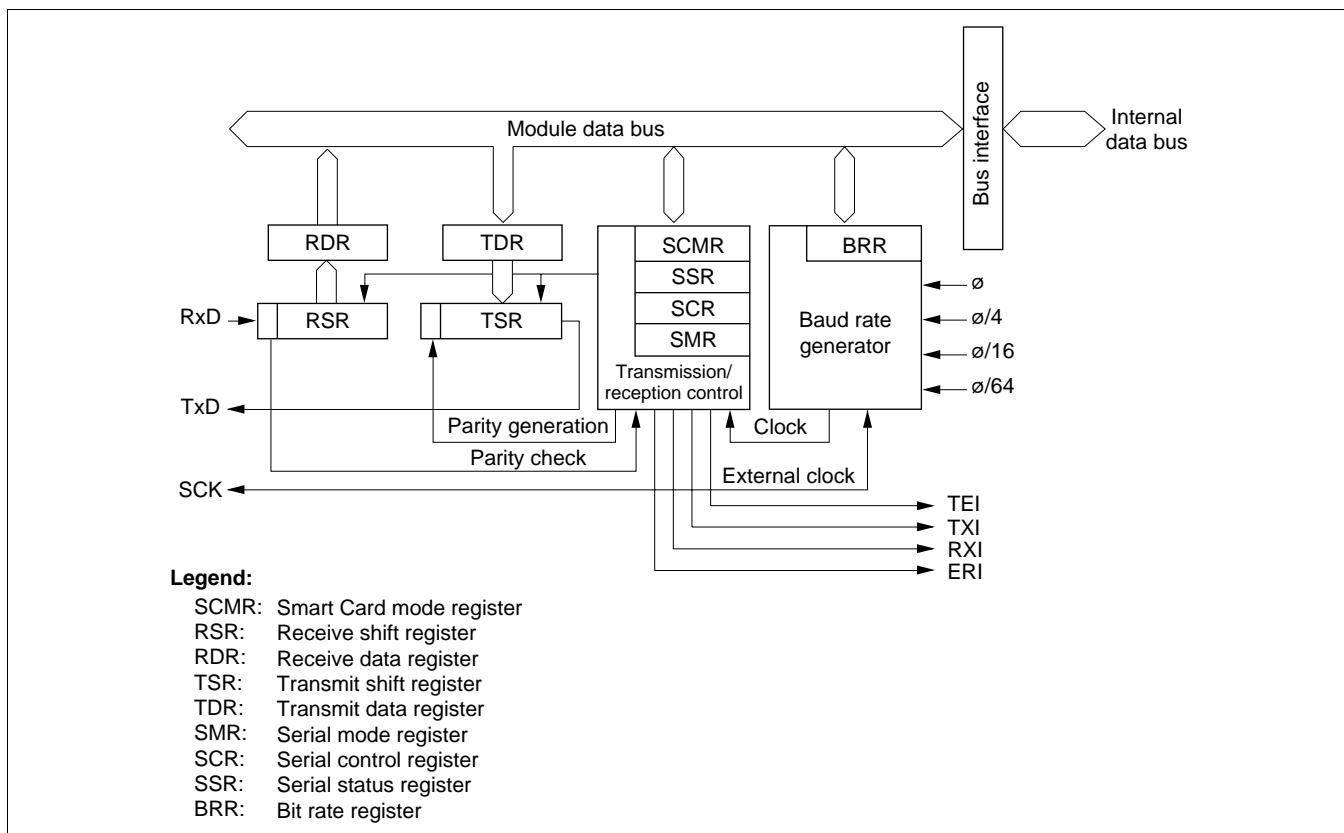 Bus interface
Internal
data bus
Module data bus
RDR
TDR
SCMR
BRR
SSR
SCR
SMR
RxD
RSR
TSR
Baud rate
generator
ø
ø/4
ø/16
ø/64
Transmission/
reception control
TxD
Parity generation
Clock
Parity check
External clock
SCK
TEI
TXI
RXI
ERI
Legend:
SCMR: Smart Card mode register
RSR: Receive shift register
RDR: Receive data register
TSR: Transmit shift register
TDR: Transmit data register
SMR: Serial mode register
SCR: Serial control register
SSR: Serial status register
BRR: Bit rate register